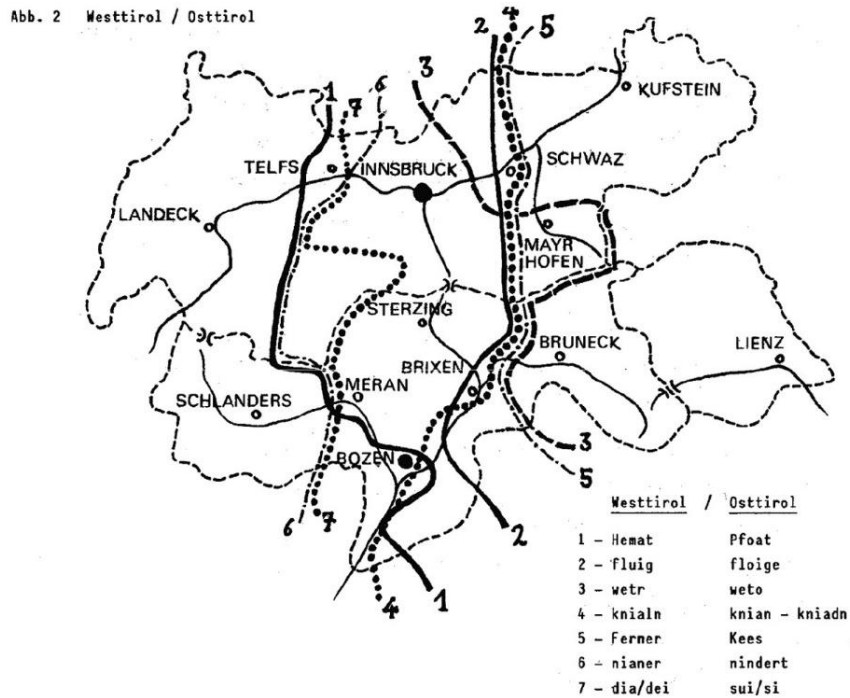 Abb. 2 Westtirol / Osttirol
4
2
5
3
6
1
7
KUFSTEIN
TELFS
INNSBRUCK
SCHWAZ
LANDECK
MAYR
HOFEN
STERZING
BRIXEN
BRUNECK
LIENZ
MERAN
SCHLANDERS
BOZEN
3
5
6
7
2
1
4
Westtirol / Osttirol
1 - Hemat Pfoat
2 - fluig floige
3 - wetr weto
4 - knialn knian - kniadn
5 - Ferner Kees
6 - nianer nindert
7 - dia/dei sui/si